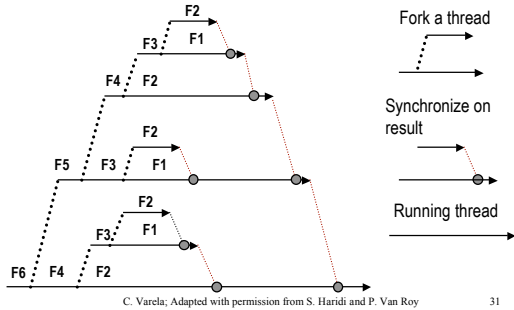 F2
F3 F1
F4 F2
F2
F5 F3 F1
F2
F3 F1
F6 F4 F2
Fork a thread
Synchronize on
result
Running thread
C. Varela; Adapted with permission from S. Haridi and P. Van Roy 31